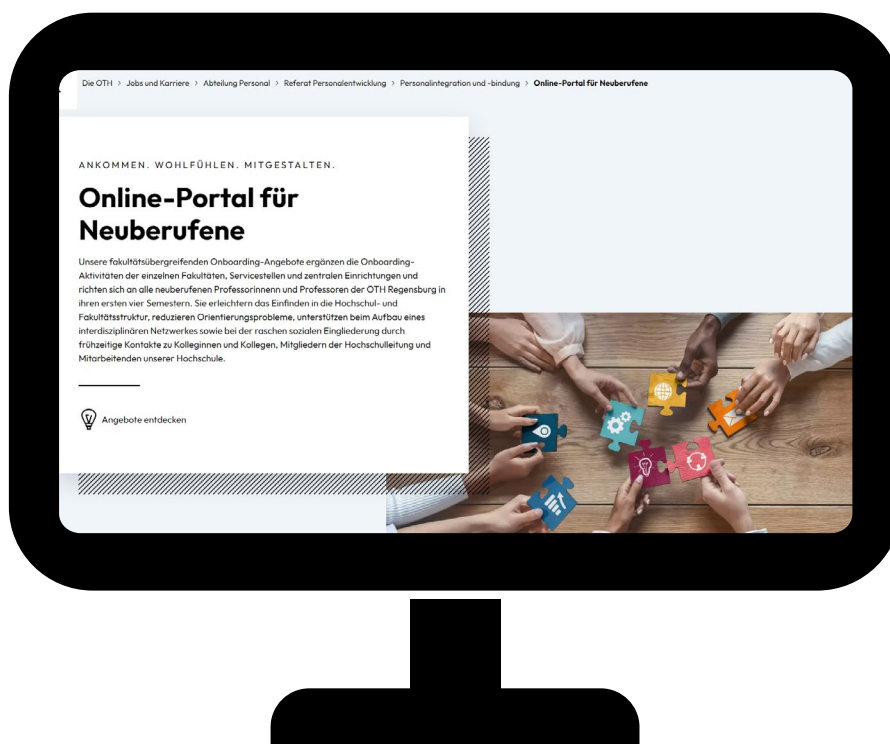 Die OTH > Jobs und Karriere > Abteilung Personal > Referat Personalentwicklung > Personalintegration und -bindung > Online-Portal für Neuberufene
ANKOMMEN. WOHLFÜHLEN. MITGESTALTEN.
Online-Portal für
Neuberufene
Unsere fakultätsübergreifenden Onboarding-Angebote ergänzen die Onboarding-
Aktivitäten der einzelnen Fakultäten, Servicestellen und zentralen Einrichtungen und
richten sich an alle neuberufenen Professorinnenn und Professoren der OTH Regensburg in
ihren ersten vier Semestern. Sie erleichtern das Einfinden in die Hochschul- und
Fakultätsstruktur, reduzieren Orientierungsprobleme, unterstützen beim Aufbau eines
interdisziplinären Netzwerkes sowie bei der raschen sozialen Eingliederung durch
frühzeitige Kontakte zu Kolleginnen und Kollegen, Mitgliedern der Hochschulleitung und
Mitarbeitenden unserer Hochschule.
Angebote entdecken